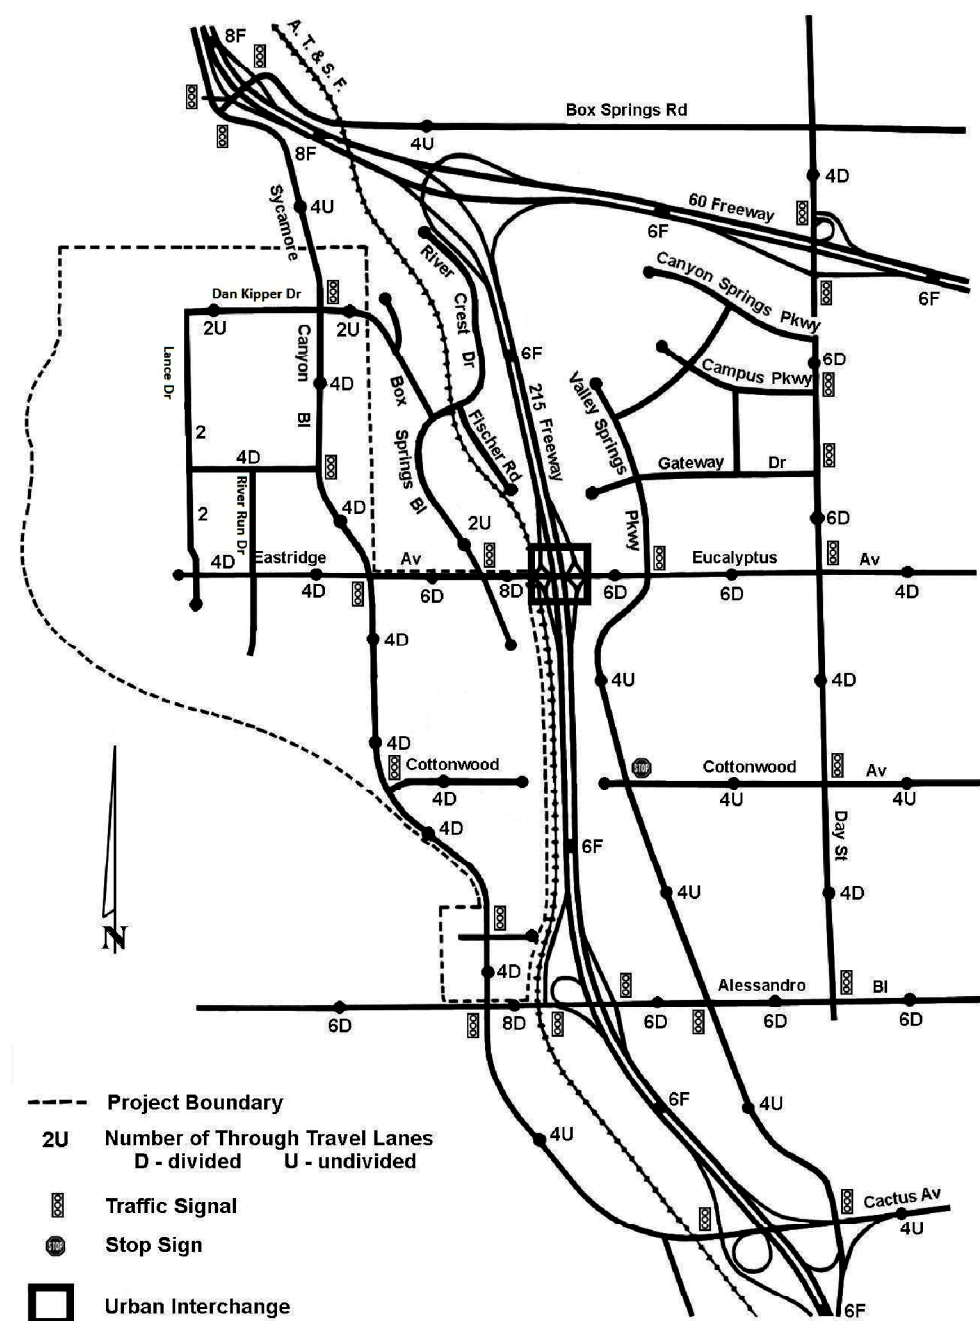 8F
A. T. & S. F.
Box Springs Rd
4U
8F
4D
Sycamore
4U
60 Freeway
6F
River
Crest
Dr
Canyon Springs Pkwy
6F
Dan Kipper Dr
2U
2U
Canyon
Bl
Lance Dr
4D
Box
Springs Bl
6F
215 Freeway
Fischer Rd
Valley Springs
Pkwy
Campus Pkwy
6D
2
4D
River Run Dr
Gateway
Dr
2
4D
2U
6D
4D
Eastridge
Av
Eucalyptus
Av
4D
6D
8D
6D
6D
4D
4D
4U
4D
4D
Cottonwood
4D
STOP
Cottonwood
Av
4U
4U
4D
6F
Day St
4U
4D
N
4D
Alessandro
Bl
6D
8D
6D
6D
6D
6F
4U
4U
Cactus Av
4U
6F
Project Boundary
2U
Number of Through Travel Lanes
D - divided
U - undivided
Traffic Signal
STOP
Stop Sign
Urban Interchange